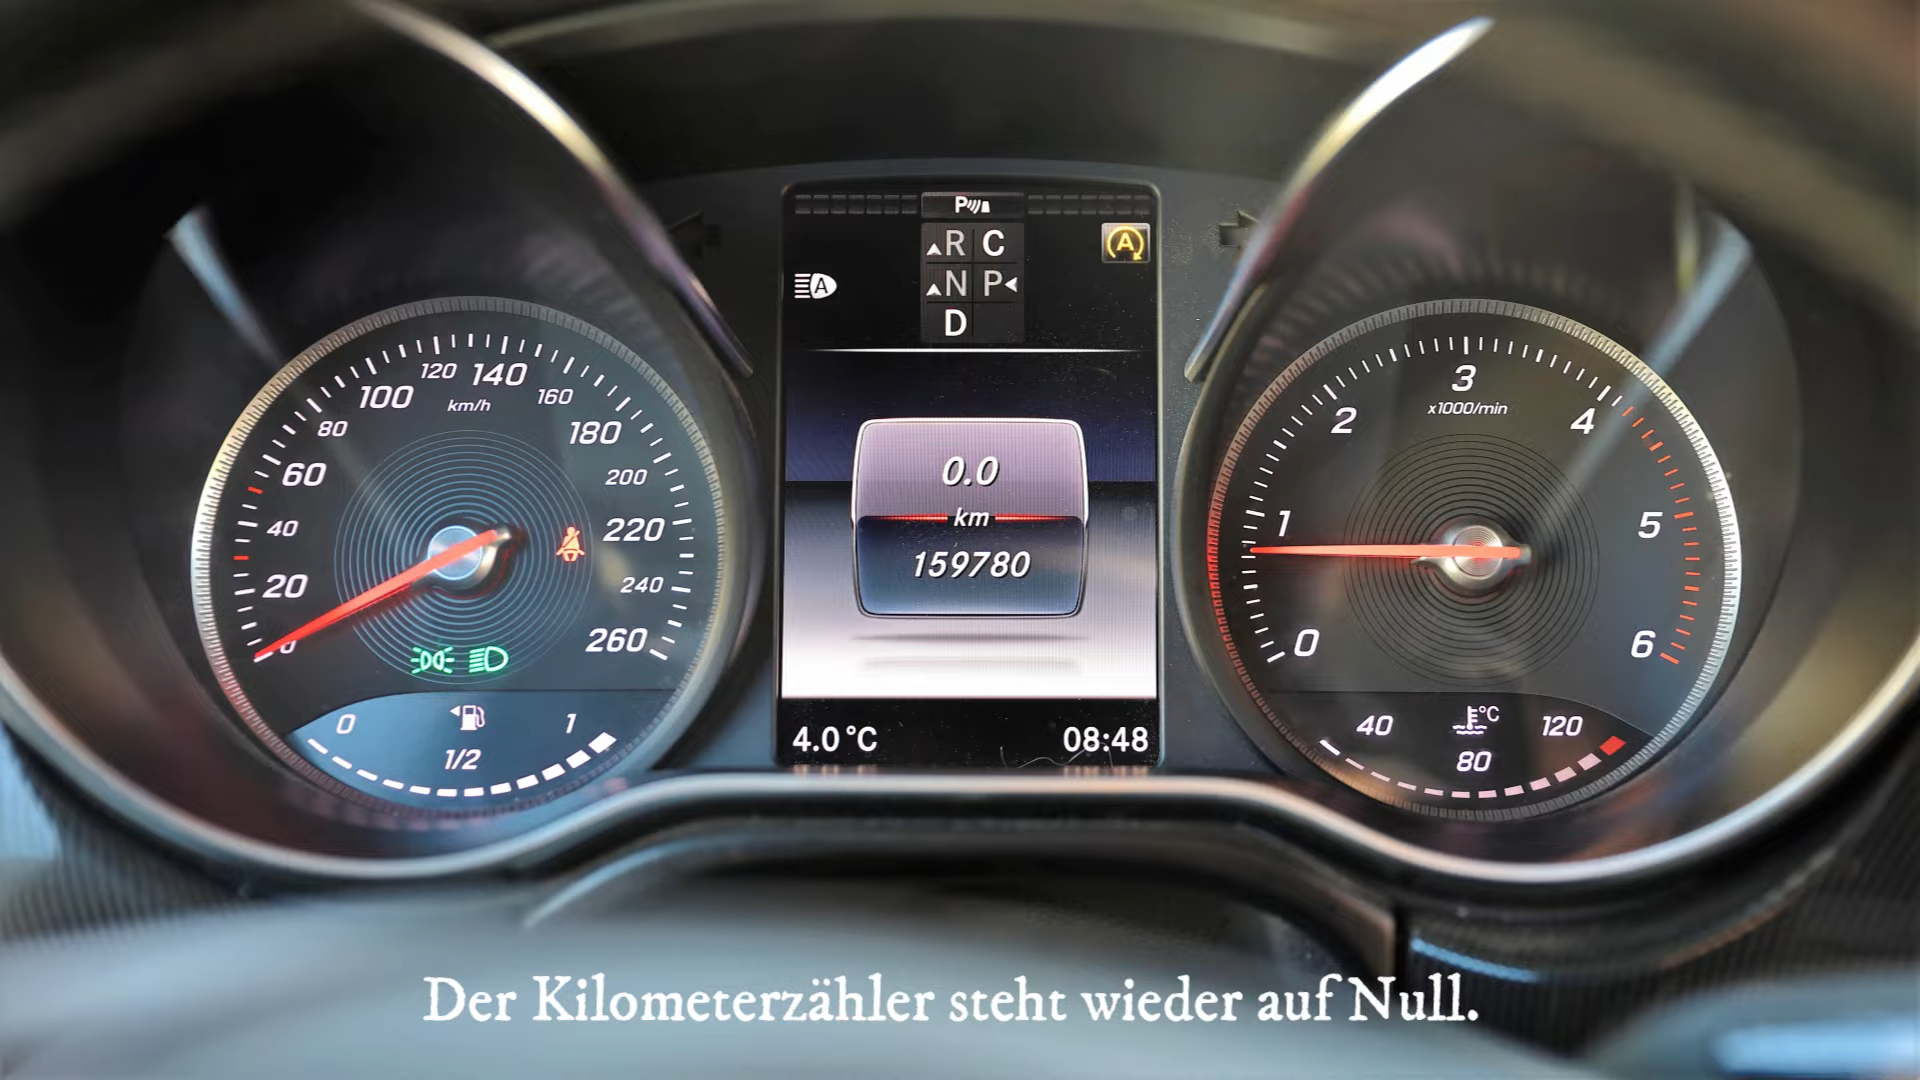 P
R C
N P
D
A
A
100 120 140 160
km/h
80 180
60 200
40 220
20 240
0 260
0 1
1/2
0.0
km
159780
4.0 °C 08:48
3
x1000/min
2 4
1 5
0 6
°C
40 120
80
Der Kilometerzähler steht wieder auf Null.